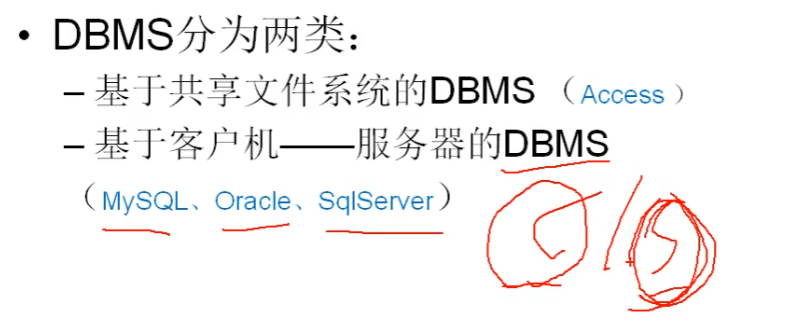 • DBMS分为两类：
– 基于共享文件系统的DBMS （Access ）
– 基于客户机——服务器的DBMS
（MySQL、Oracle、SqlServer）
C/S